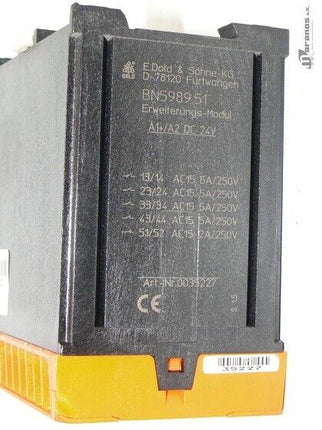 maranos e.K.
DOLD
E.Dold & Söhne KG
D-78120 Furtwangen
BN5989.51
Erweiterungs-Modul
A1+/A2 DC 24V
13/14 AC15 5A/250V
23/24 AC15 5A/250V
33/34 AC15 5A/250V
43/44 AC15 5A/250V
51/52 AC15 2A/250V
Art-Nr.0035227
CE
35227